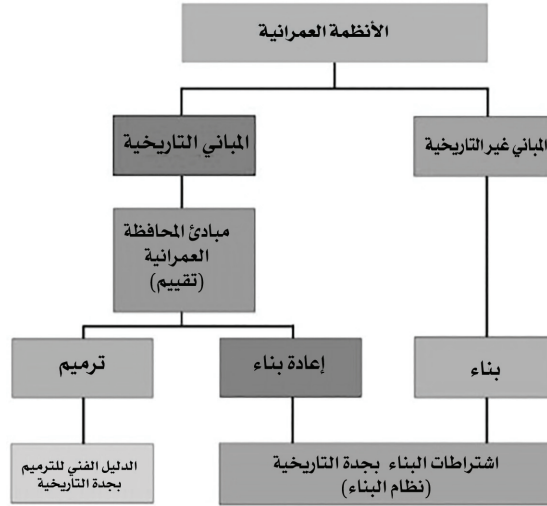 الأنظمة العمرانية
المباني التاريخية
المباني غير التاريخية
مبادئ المحافظة
العمرانية
(تقييم)
ترميم
إعادة بناء
بناء
الدليل الفني للترميم
بجدة التاريخية
اشتراطات البناء بجدة التاريخية
(نظام البناء)